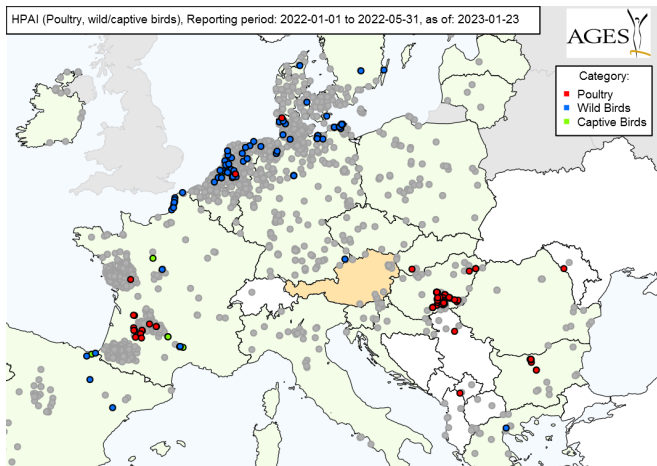 HPAI (Poultry, wild/captive birds), Reporting period: 2022-01-01 to 2022-05-31, as of: 2023-01-23
AGES
Category:
Poultry
Wild Birds
Captive Birds